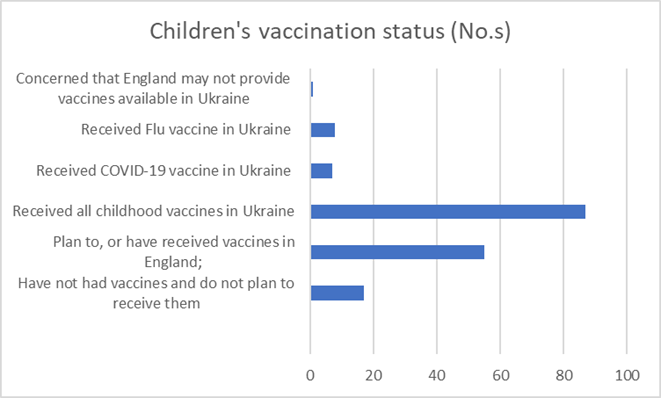 Children's vaccination status (No.s)
Concerned that England may not provide
vaccines available in Ukraine
Received Flu vaccine in Ukraine
Received COVID-19 vaccine in Ukraine
Received all childhood vaccines in Ukraine
Plan to, or have received vaccines in
England;
Have not had vaccines and do not plan to
receive them
0 20 40 60 80 100